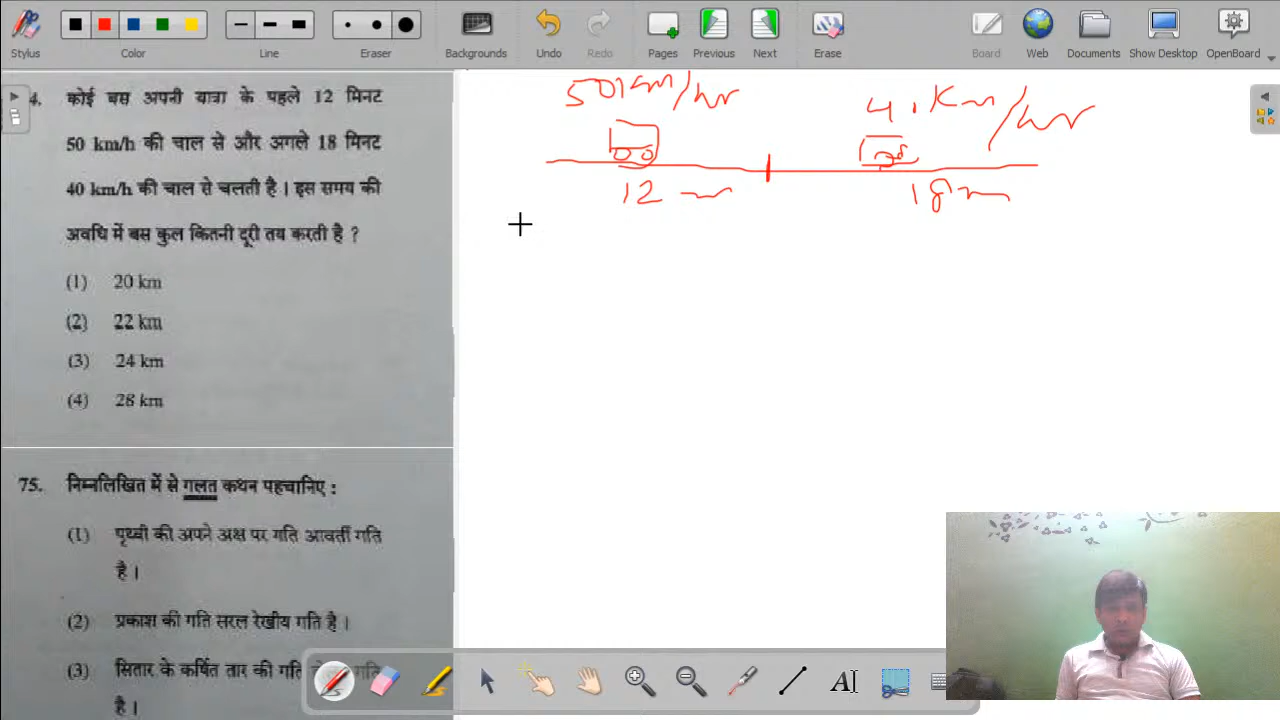 Stylus
Color
Line
Eraser
Backgrounds
Undo
Redo
Pages
Previous
Next
Erase
Board
Web
Documents
Show Desktop
OpenBoard
4. कोई बस अपनी यात्रा के पहले 12 मिनट
50 km/h की चाल से और अगले 18 मिनट
40 km/h की चाल से चलती है । इस समय की
अवधि में बस कुल कितनी दूरी तय करती है ?
(1) 20 km
(2) 22 km
(3) 24 km
(4) 28 km
75. निम्नलिखित में से गलत कथन पहचानिए :
(1) पृथ्वी की अपने अक्ष पर गति आवर्ती गति
है ।
(2) प्रकाश की गति सरल रेखीय गति है ।
(3) सितार के कर्षित तार की गति
है ।
50 km/hr
4. Km/hr
12 m
18 m